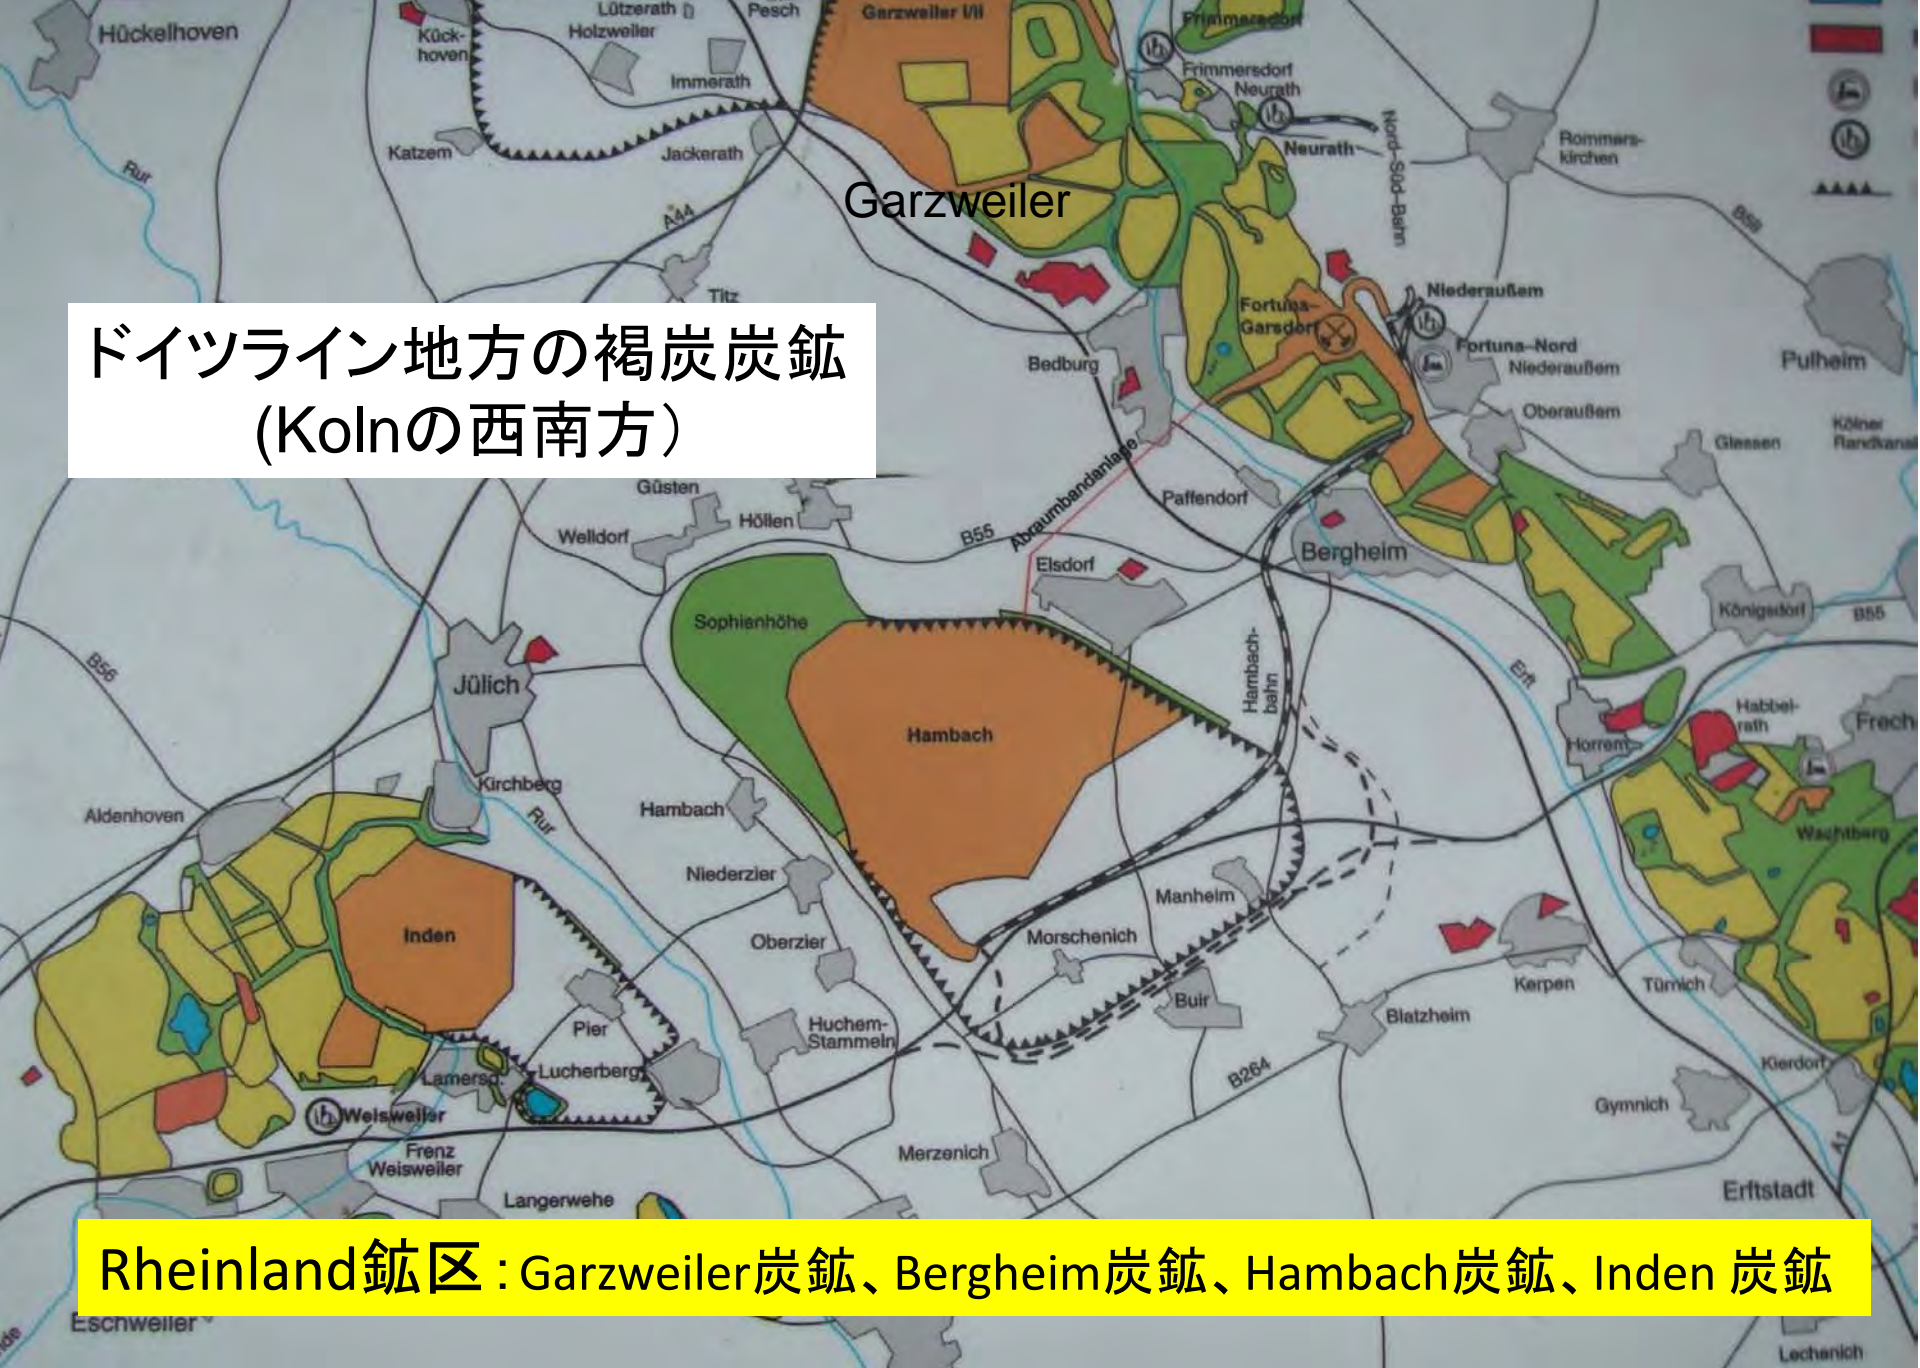 Hückelhoven
Kück-
hoven
Lützerath
Pesch
Holzweiler
Immerath
Garzweiler I/II
Frimmersdorf
Frimmersdorf
Neurath
Neurath
Nord-Süd-Bahn
Rommers-
kirchen
Katzem
Jackerath
Rur
A44
Garzweiler
B58
Titz
ドイツライン地方の褐炭炭鉱
(Kolnの西南方）
Fortuna-
Garsdorf
Niederaußem
Fortuna-Nord
Niederaußem
Pulheim
Bedburg
Oberaußem
Glessen
Kölner
Randkanal
Abraumbandanlage
Paffendorf
Güsten
Höllen
Welldorf
B55
Elsdorf
Bergheim
Königsdorf
B55
Sophienhöhe
B56
Jülich
Hambach-
bahn
Erft
Hambach
Habbel-
rath
Frech
Horrem
Kirchberg
Aldenhoven
Rur
Hambach
Wachtberg
Niederzier
Manheim
Inden
Oberzier
Morschenich
Buir
Kerpen
Türnich
Pier
Huchem-
Stammeln
Blatzheim
Lamersp.
Lucherberg
B264
Kierdorf
Gymnich
Weisweiler
Frenz
Weisweiler
Merzenich
A1
Langerwehe
Erftstadt
Rheinland鉱区：Garzweiler炭鉱、Bergheim炭鉱、Hambach炭鉱、Inden 炭鉱
Eschweiler
Lechenich